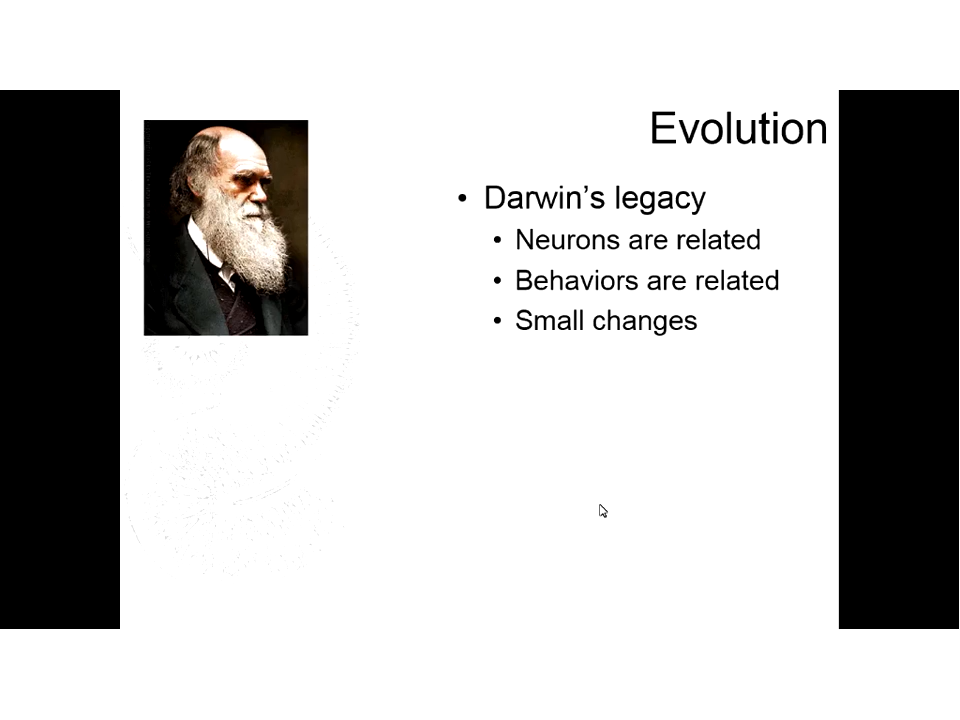 Evolution
• Darwin's legacy
• Neurons are related
• Behaviors are related
• Small changes